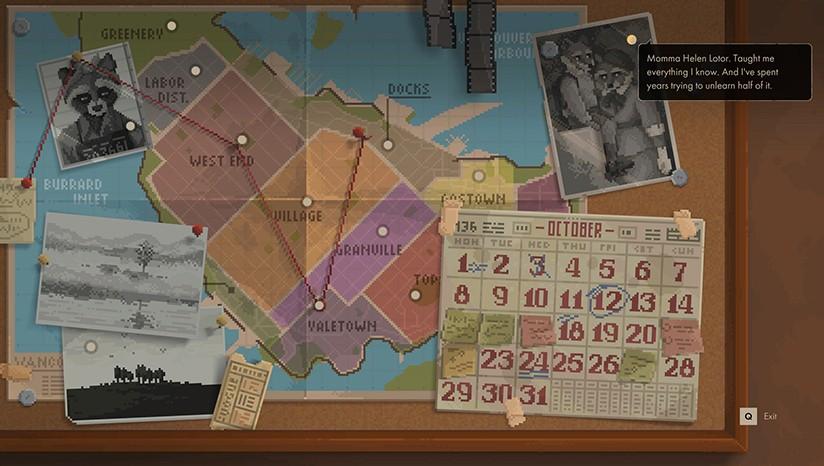 GREENERY
LABOR
DIST.
DOCKS
WEST END
BURRARD
INLET
VILLAGE
GRANVILLE
GASTOWN
YALETOWN
Momma Helen Lotor. Taught me
everything I know. And I've spent
years trying to unlearn half of it.
-OCTOBER-
MON TUE WED THU FRI SAT SUN
1 2 3 4 5 6 7
8 9 10 11 12 13 14
18 19 20
23 24 25 26 28
29 30 31
Q Exit